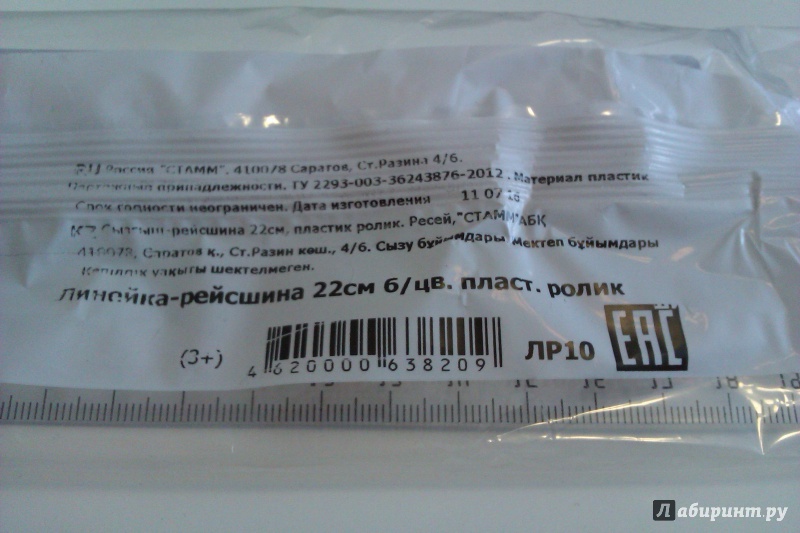 RU Россия "СТАММ", 410078 Саратов, Ст.Разина 4/6.
Чертежные принадлежности. ТУ 2293-003-36243876-2012. Материал пластик
Срок годности неограничен. Дата изготовления 11 07 16
KZ Сызғыш-рейсшина 22см, пластик ролик. Ресей,"СТАММ"АБҚ
410078, Саратов қ., Ст.Разин көш., 4/6. Сызу бұйымдары Мектеп бұйымдары
уақыты шектелмеген.
Линейка-рейсшина 22см б/цв. пласт. ролик
(3+)
4 620000 638209
ЛР10
EAC
Лабиринт.ру